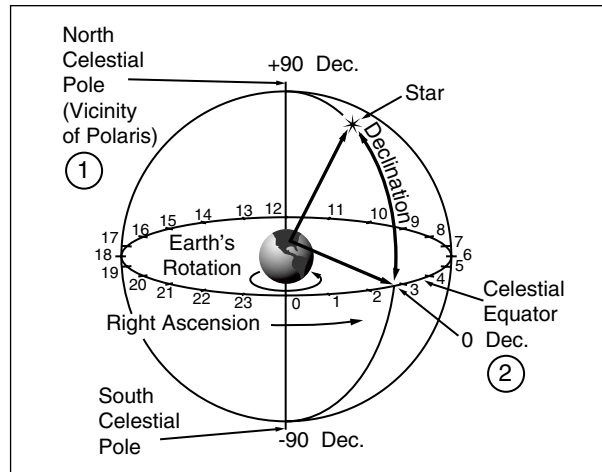 North
Celestial
Pole
(Vicinity
of Polaris)
1
+90 Dec.
Star
Declination
12
13
14
15
16
17
18
19
20
21
22
23
0
1
2
3
4
5
6
7
8
9
10
11
Earth's
Rotation
Right Ascension
Celestial
Equator
0 Dec.
2
South
Celestial
Pole
-90 Dec.